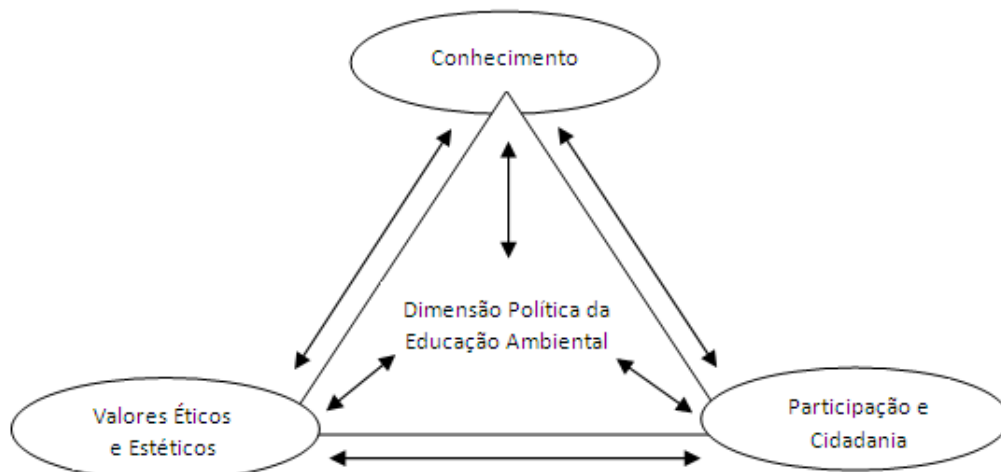 Conhecimento
Dimensão Política da
Educação Ambiental
Valores Éticos
e Estéticos
Participação e
Cidadania